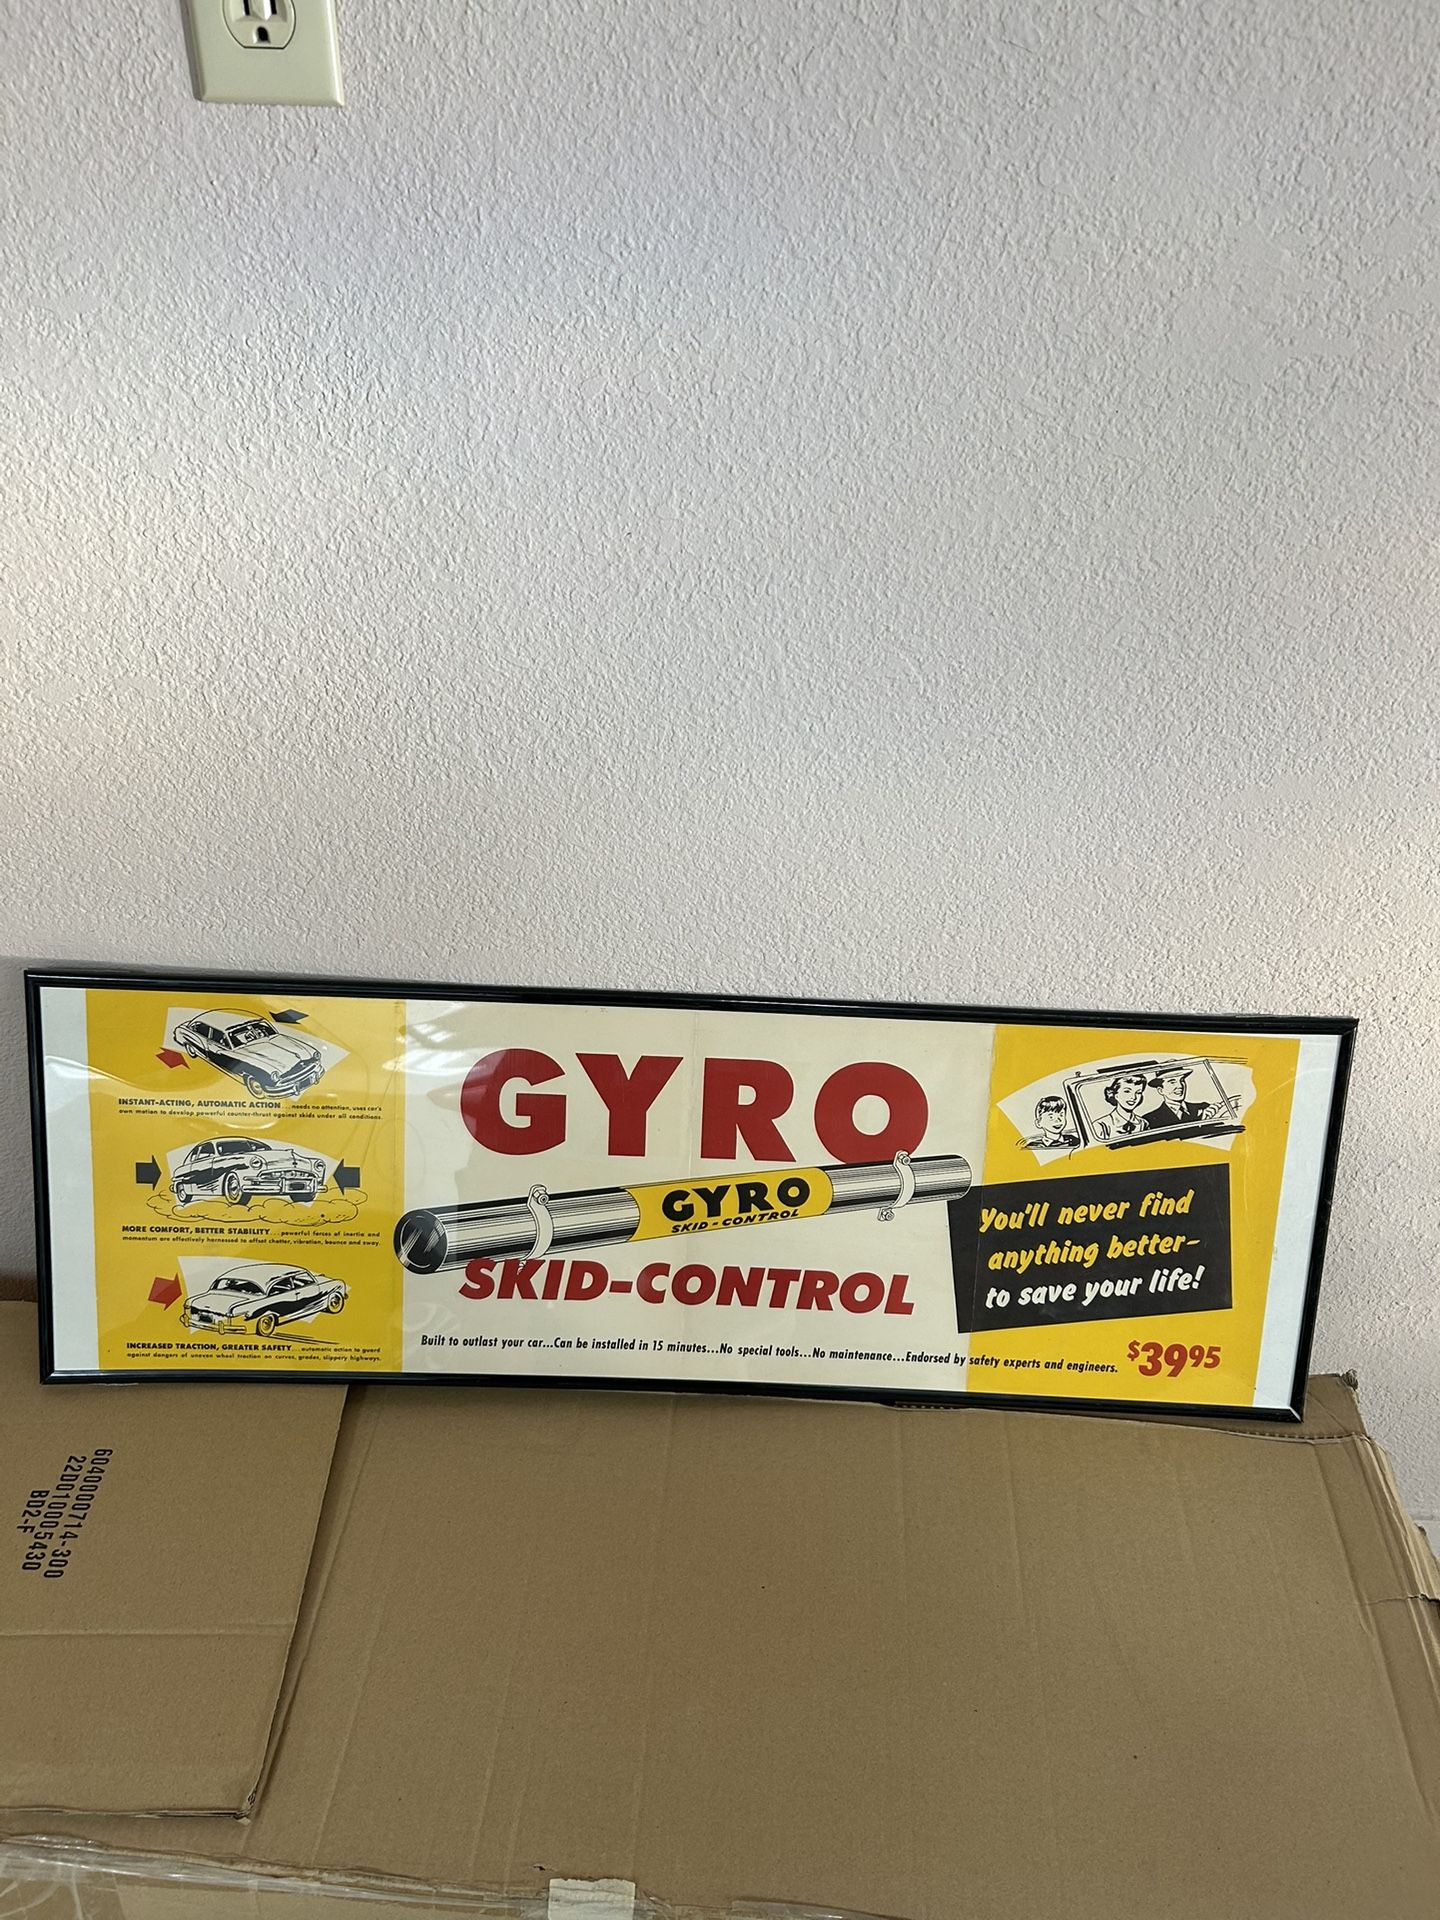 INSTANT-ACTING, AUTOMATIC ACTION...needs no attention, uses car's
own motion to develop powerful counter-thrust against skids under all conditions.
MORE COMFORT, BETTER STABILITY...powerful forces of inertia and
momentum are effectively harnessed to offset chatter, vibration, bounce and sway.
INCREASED TRACTION, GREATER SAFETY...automatic action to guard
against dangers of uneven wheel traction on curves, grades, slippery highways.
GYRO
GYRO
SKID-CONTROL
SKID-CONTROL
Built to outlast your car...Can be installed in 15 minutes...No special tools...No maintenance...Endorsed by safety experts and engineers.
You'll never find
anything better-
to save your life!
$3995
6040000714-300
22D010005430
BD2-F